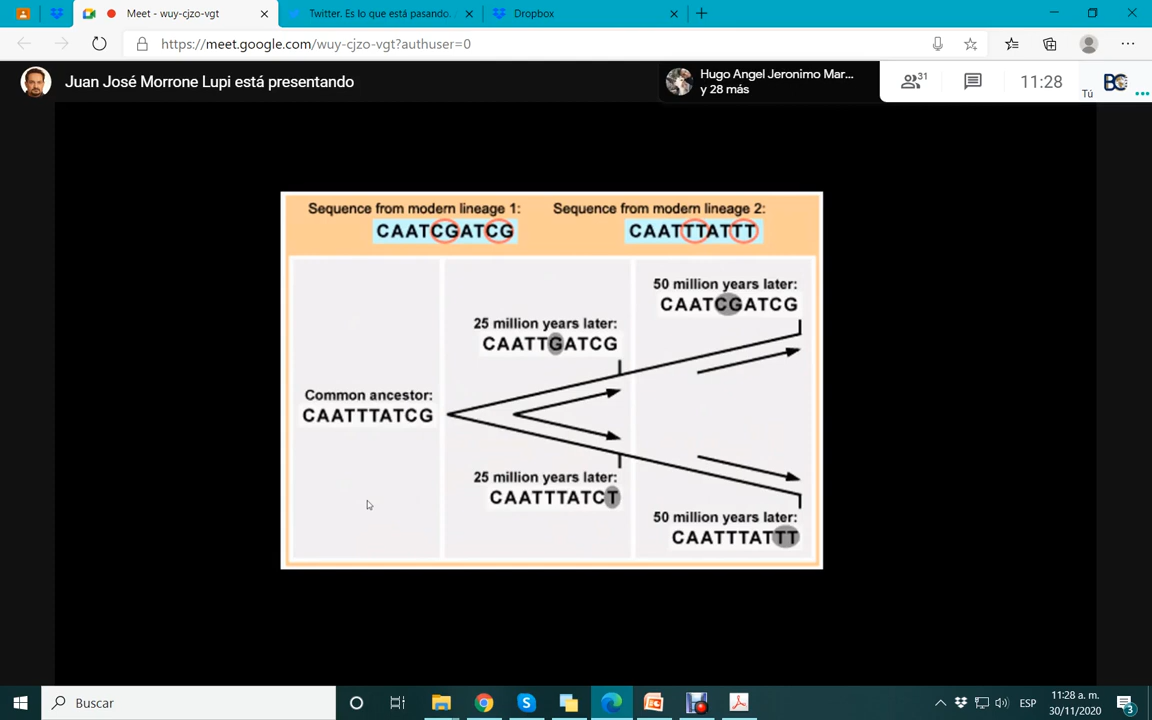 Meet - wuy-cjzo-vgt
Twitter. Es lo que está pasando.
Dropbox
https://meet.google.com/wuy-cjzo-vgt?authuser=0
Juan José Morrone Lupi está presentando
Hugo Angel Jeronimo Mar...
y 28 más
31
11:28
Tú
BC
Sequence from modern lineage 1:
CAATCGATCG
Sequence from modern lineage 2:
CAATTTATTT
50 million years later:
CAATCGATCG
25 million years later:
CAATTGATCG
Common ancestor:
CAATTTATCG
25 million years later:
CAATTTATCT
50 million years later:
CAATTTATTT
Buscar
ESP
11:28 a. m.
30/11/2020
3